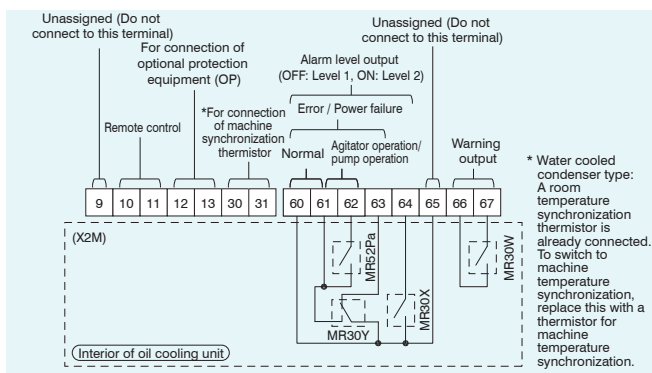 Unassigned (Do not
connect to this terminal)
For connection of
optional protection
equipment (OP)
Remote control
*For connection
of machine
synchronization
thermistor
Unassigned (Do not
connect to this terminal)
Alarm level output
(OFF: Level 1, ON: Level 2)
Error / Power failure
Normal
Agitator operation/
pump operation
Warning
output
9 10 11 12 13 30 31 60 61 62 63 64 65 66 67
(X2M)
MR52Pa
MR30Y
MR30X
MR30W
Interior of oil cooling unit
* Water cooled
condenser type:
A room
temperature
synchronization
thermistor is
already connected.
To switch to
machine
temperature
synchronization,
replace this with a
thermistor for
machine
temperature
synchronization.